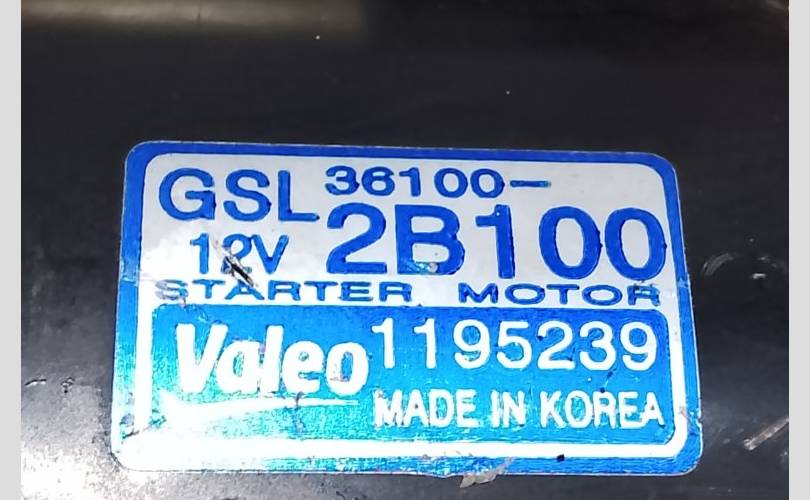 GSL 36100-
12V 2B100
STARTER MOTOR
Valeo 1195239
MADE IN KOREA